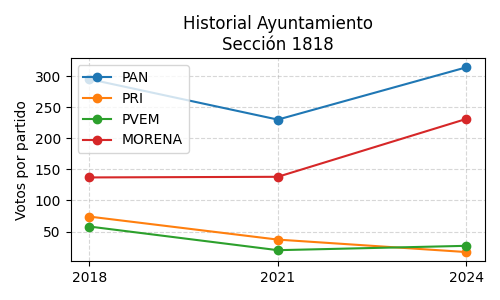 Historial Ayuntamiento
Sección 1818
Votos por partido
300
250
200
150
100
50
PAN
PRI
PVEM
MORENA
2018
2021
2024